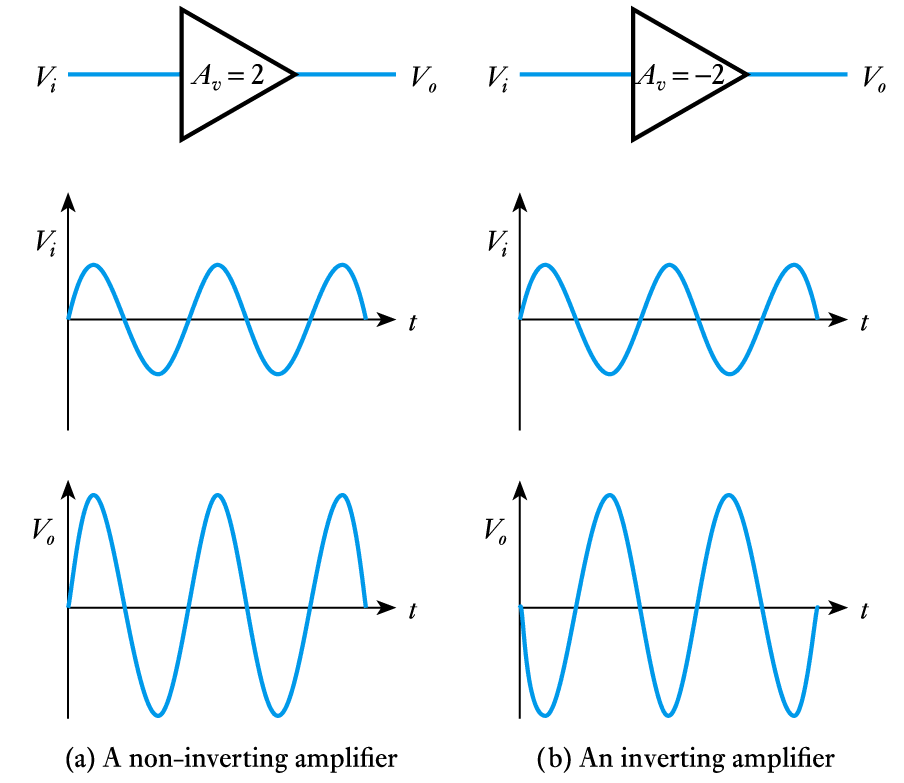 Vi Av = 2 Vo
Vi Av = −2 Vo
Vi
t
Vi
t
Vo
t
Vo
t
(a) A non-inverting amplifier
(b) An inverting amplifier